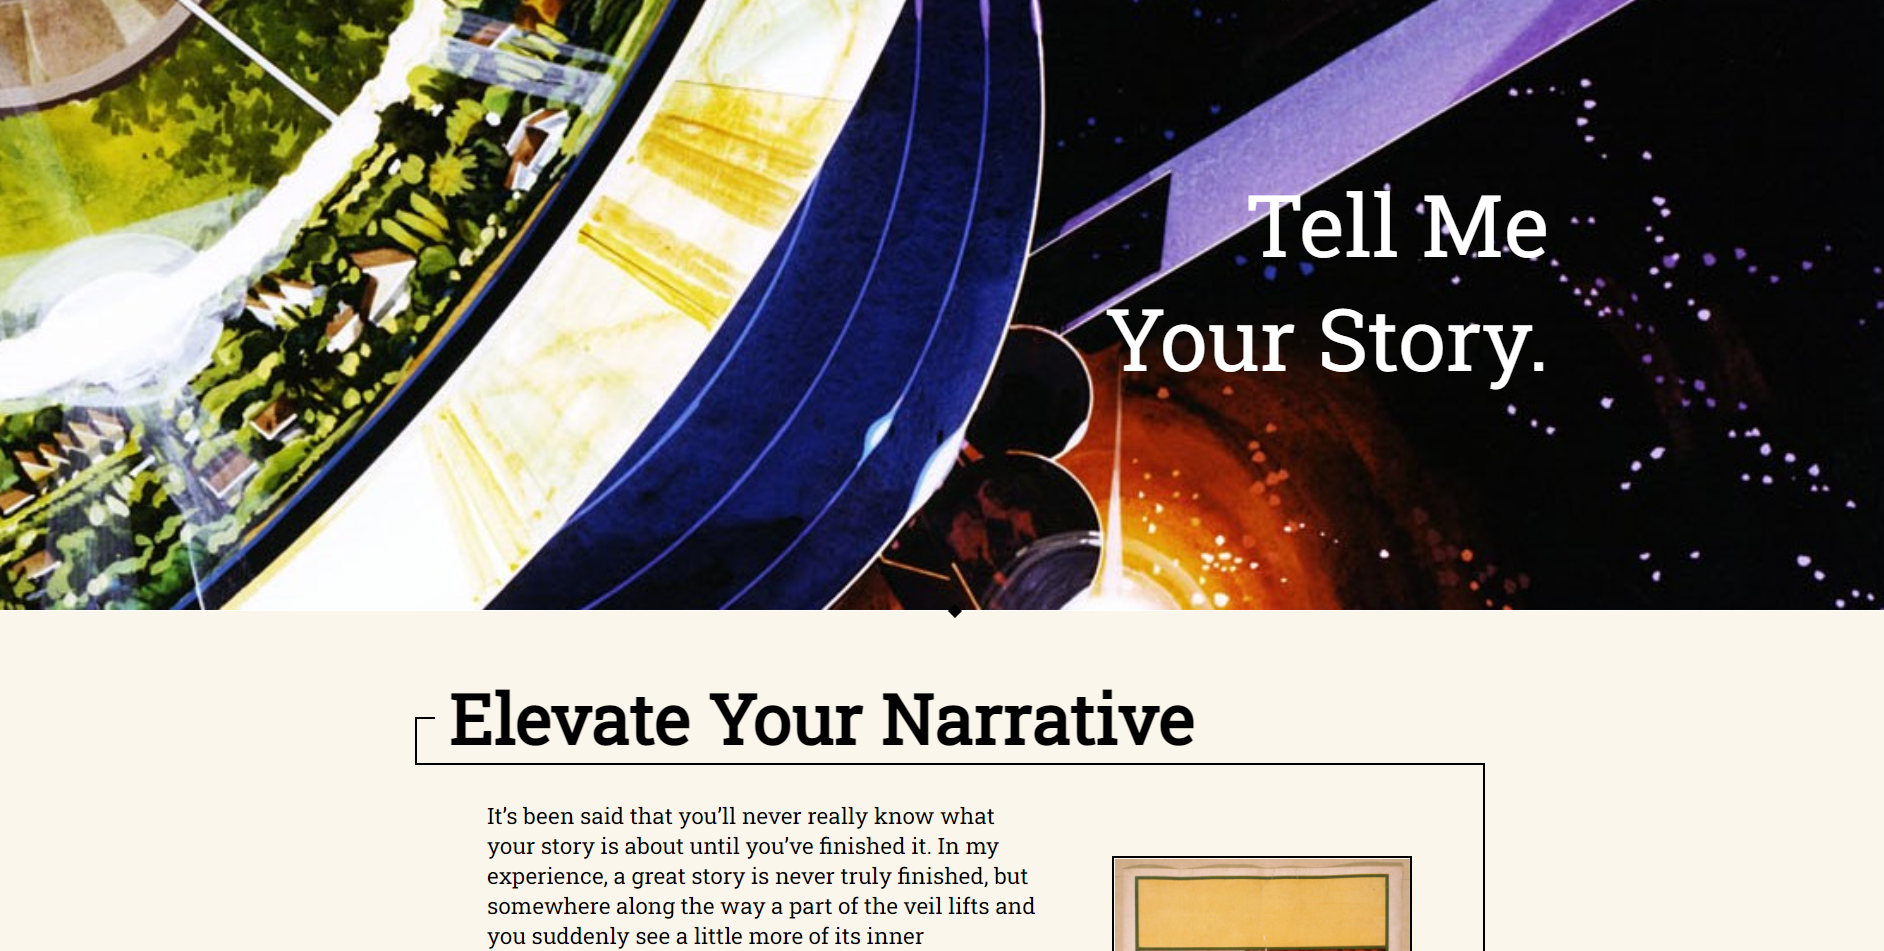 Tell Me
Your Story.
Elevate Your Narrative
It’s been said that you’ll never really know what
your story is about until you’ve finished it. In my
experience, a great story is never truly finished, but
somewhere along the way a part of the veil lifts and
you suddenly see a little more of its inner